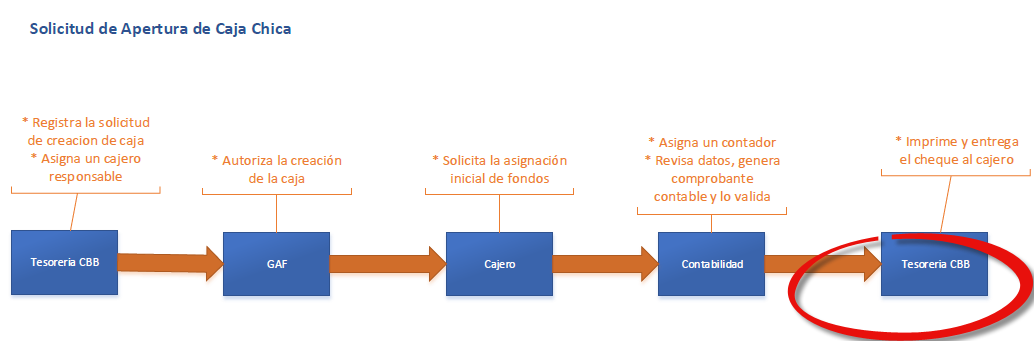 Solicitud de Apertura de Caja Chica
* Registra la solicitud
de creacion de caja
* Asigna un cajero
responsable
* Autoriza la creación
de la caja
* Solicita la asignación
inicial de fondos
* Asigna un contador
* Revisa datos, genera
comprobante
contable y lo valida
* Imprime y entrega
el cheque al cajero
Tesoreria CBB
GAF
Cajero
Contabilidad
Tesoreria CBB